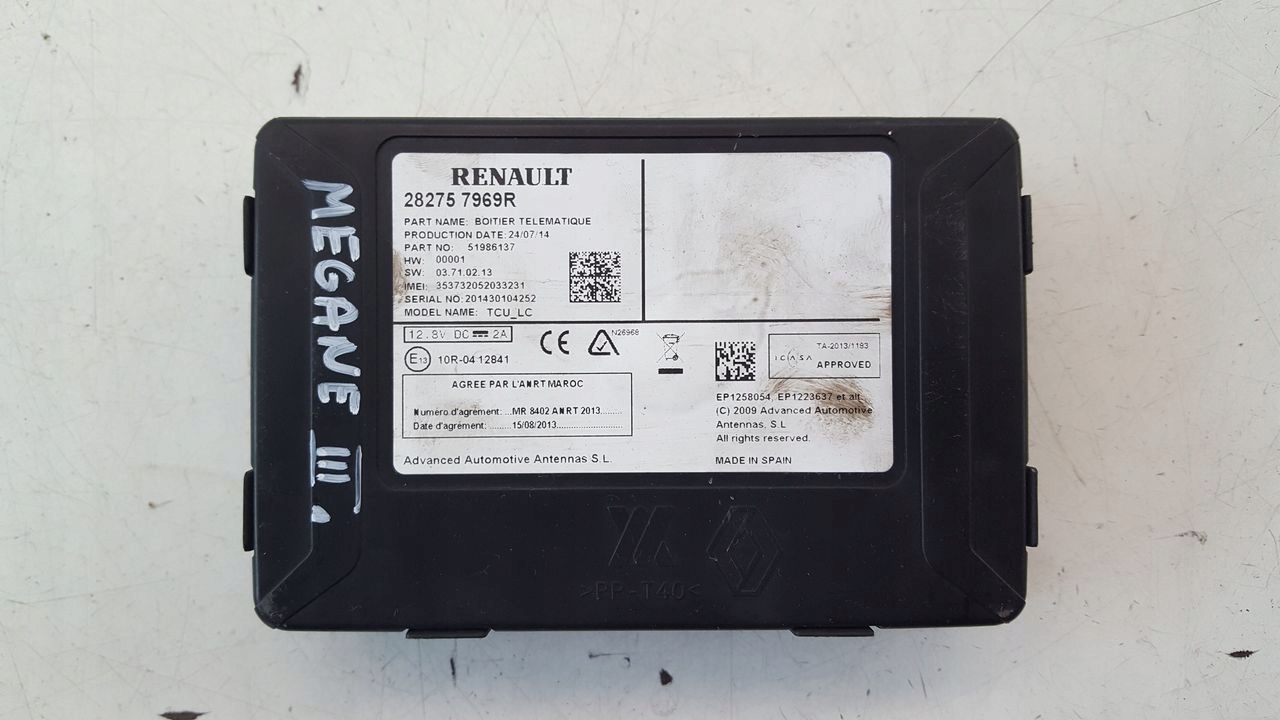 MEGANE III.
RENAULT
28275 7969R
PART NAME: BOITIER TELEMATIQUE
PRODUCTION DATE: 24/07/14
PART NO: 51986137
HW: 00001
SW: 03.71.02.13
IMEI: 353732052033231
SERIAL NO: 201430104252
MODEL NAME: TCU_LC
12.8V DC 2A
CE
N26968
E13 10R-04 12841
AGREE PAR L'ANRT MAROC
Numéro d'agrément: ...MR 8402 ANRT 2013........
Date d'agrément: .........15/08/2013........................
Advanced Automotive Antennas S.L.
TA-2013/1183
ICASA APPROVED
EP1258054, EP1223637 et alt.
(C) 2009 Advanced Automotive
Antennas, S.L
All rights reserved.
MADE IN SPAIN
>PP-T40<